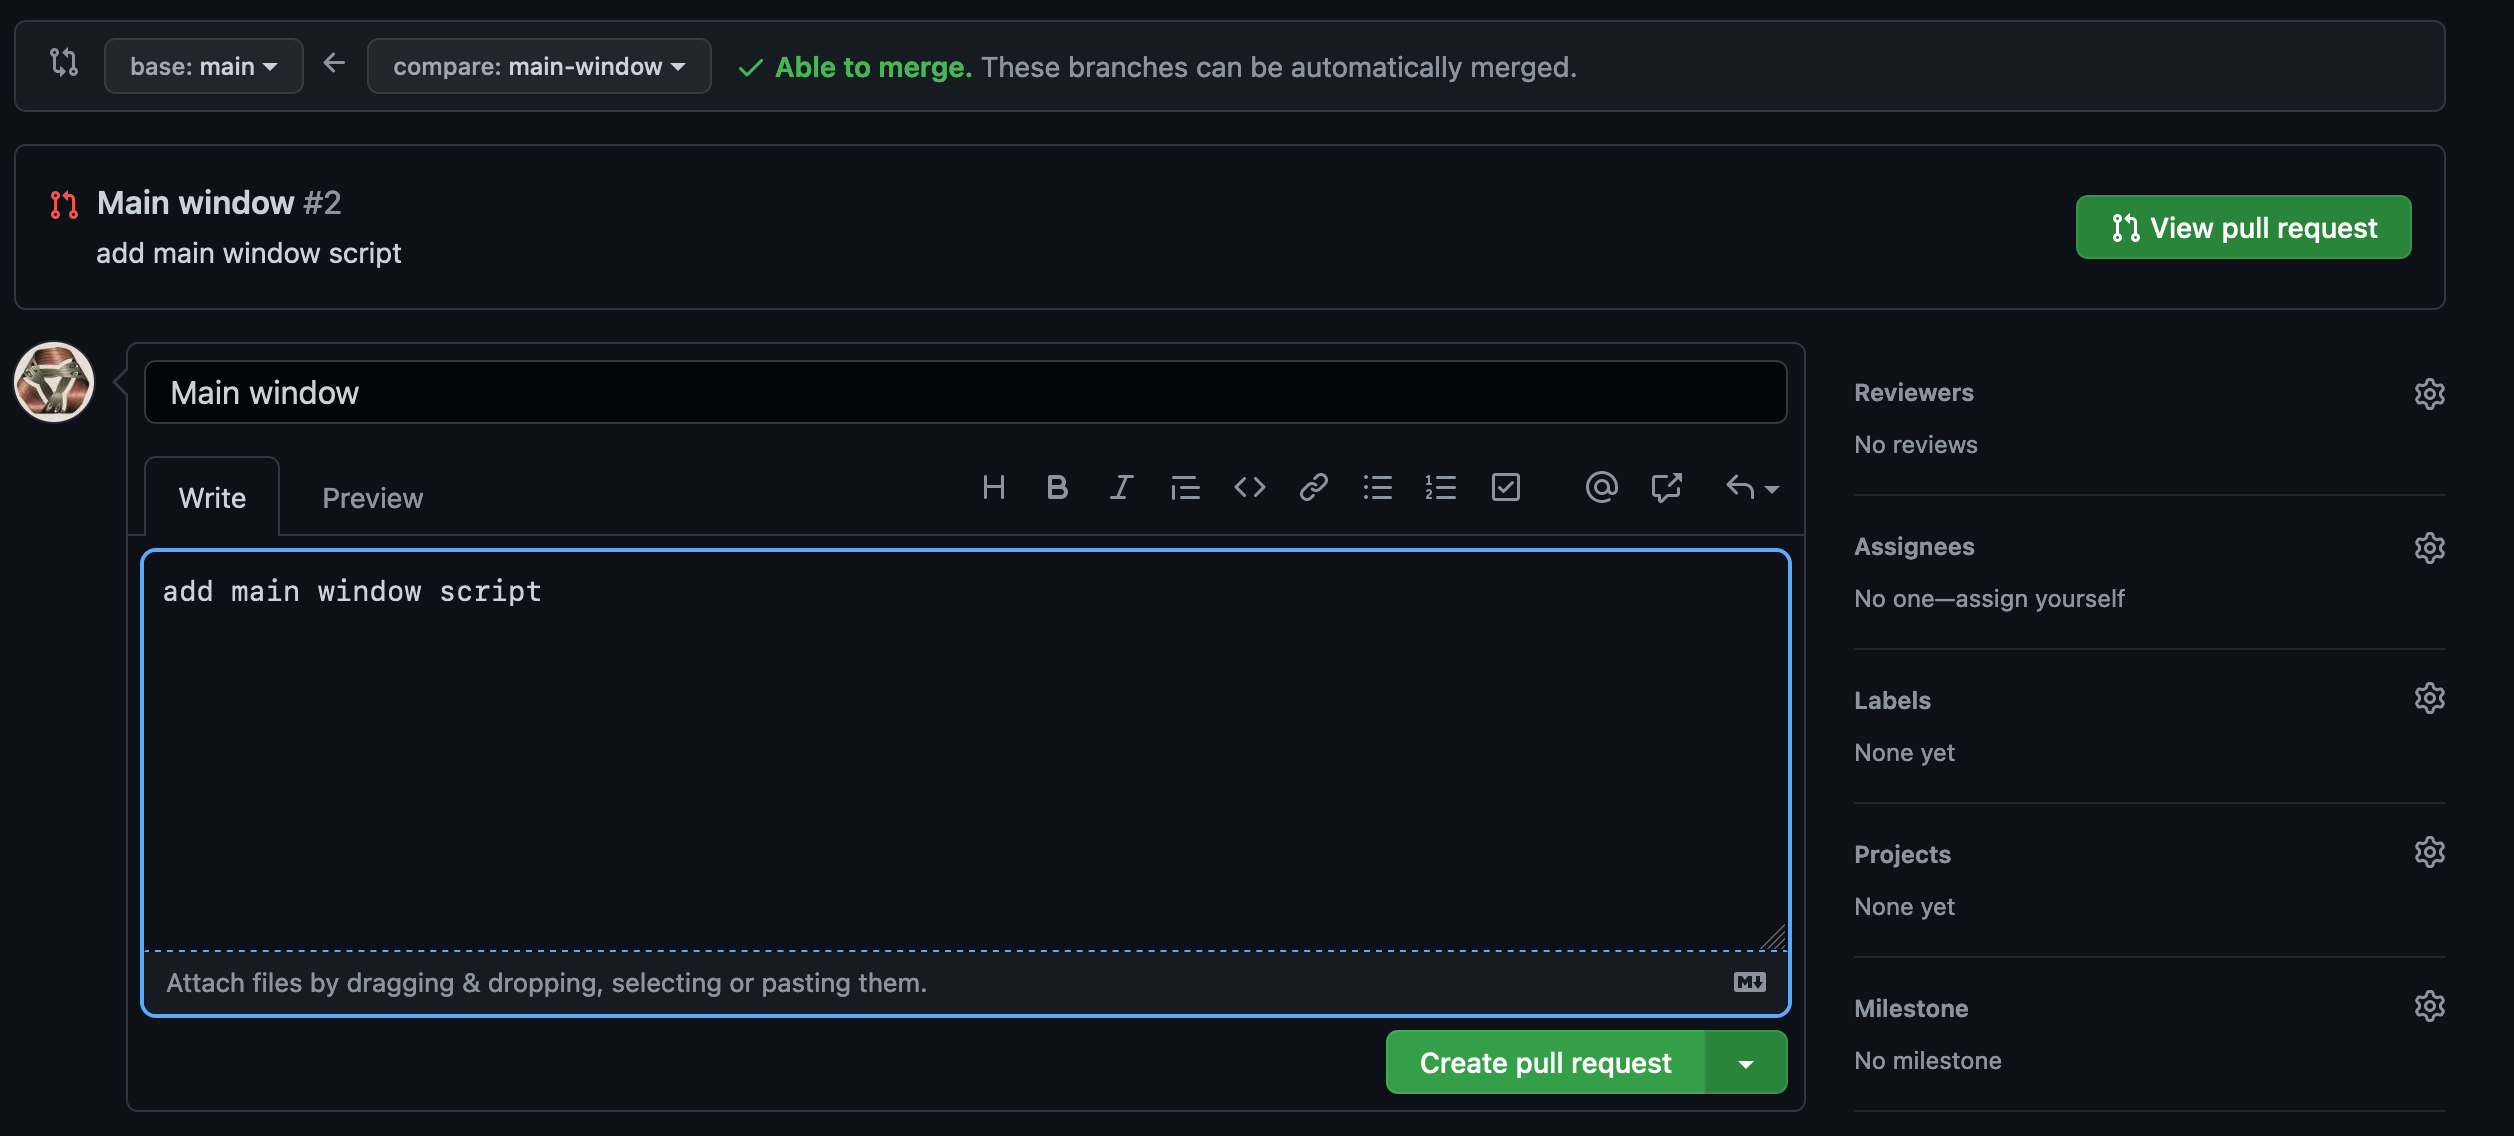 base: main
compare: main-window
Able to merge. These branches can be automatically merged.
Main window #2
add main window script
View pull request
Main window
Write
Preview
add main window script
Attach files by dragging & dropping, selecting or pasting them.
Create pull request
Reviewers
No reviews
Assignees
No one—assign yourself
Labels
None yet
Projects
None yet
Milestone
No milestone